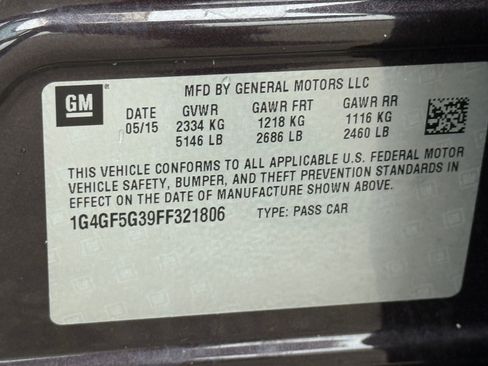 GM
MFD BY GENERAL MOTORS LLC
DATE GVWR GAWR FRT GAWR RR
05/15 2334 KG 1218 KG 1116 KG
5146 LB 2686 LB 2460 LB
THIS VEHICLE CONFORMS TO ALL APPLICABLE U.S. FEDERAL MOTOR
VEHICLE SAFETY, BUMPER, AND THEFT PREVENTION STANDARDS IN
EFFECT ON THE DATE OF MANUFACTURE SHOWN ABOVE.
1G4GF5G39FF321806 TYPE: PASS CAR